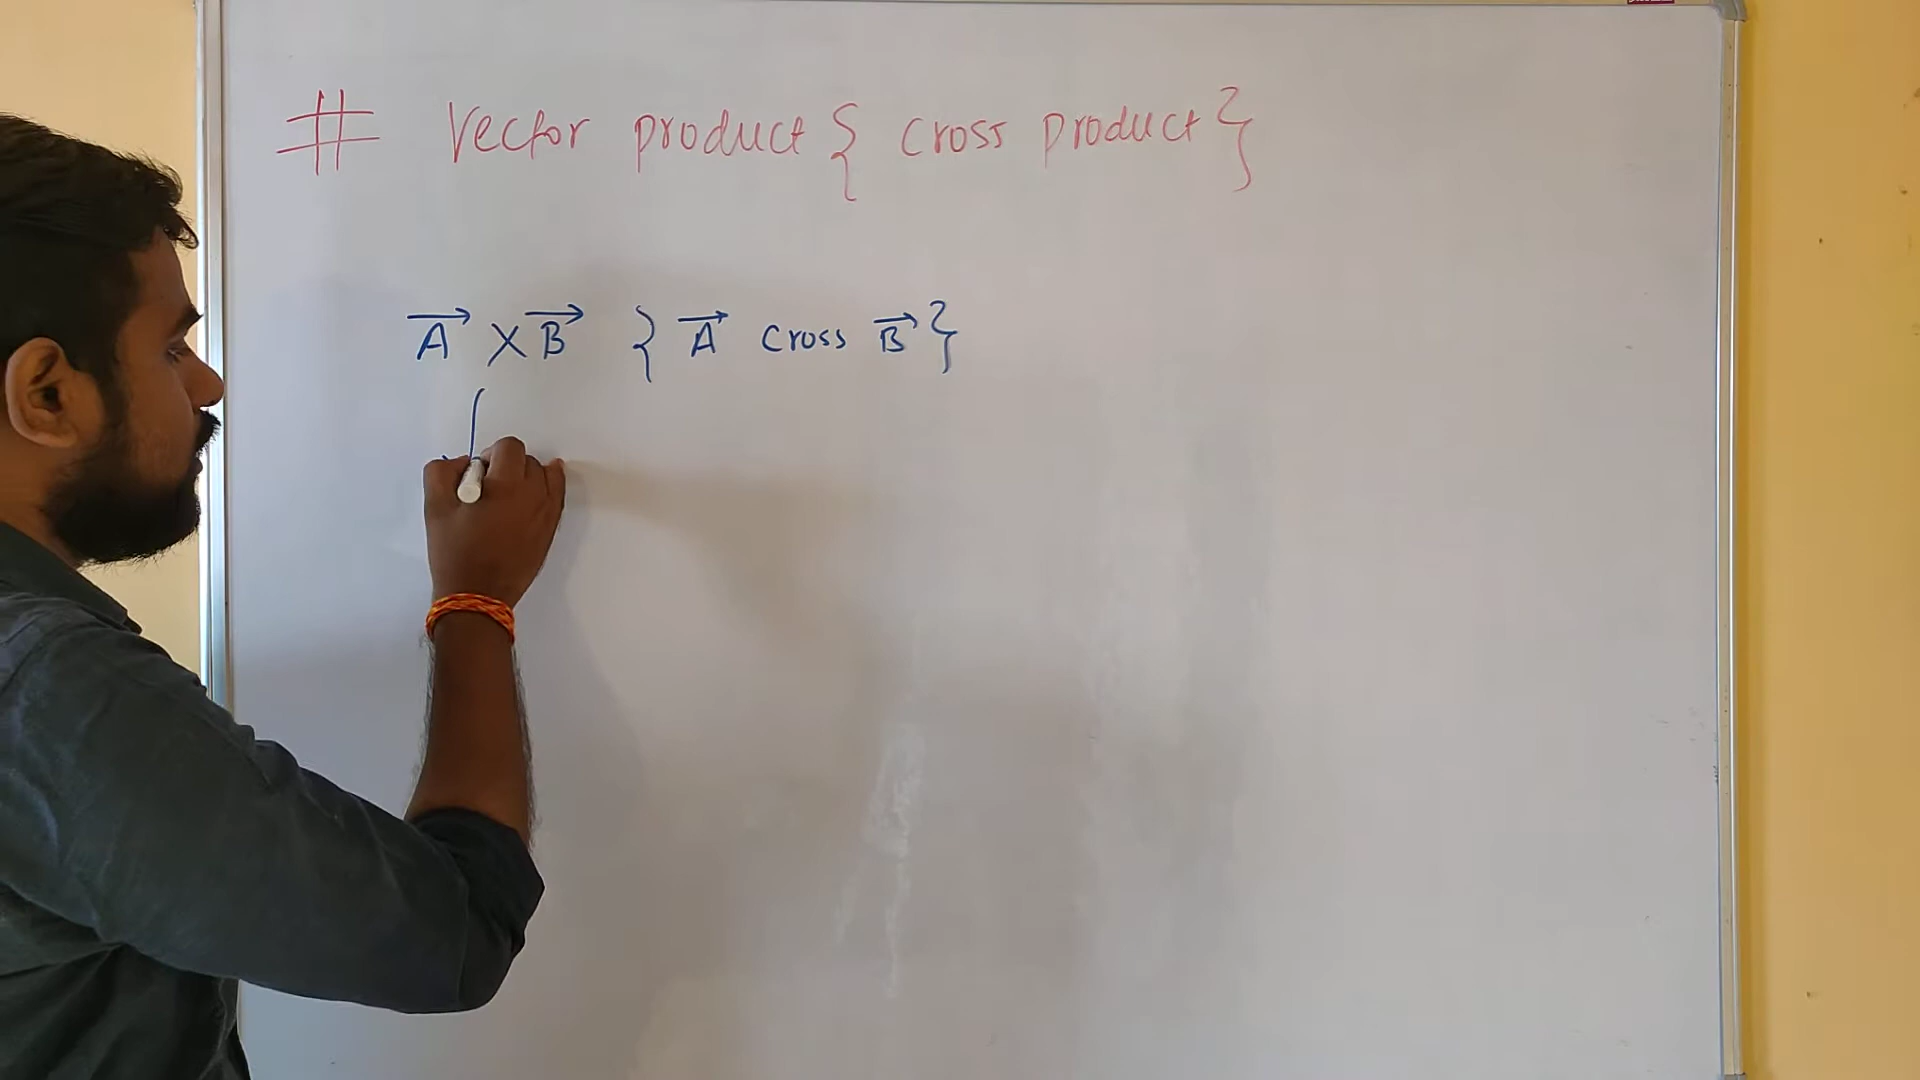 # Vector product { cross product }
A⃗ X B⃗ { A⃗ cross B⃗ }